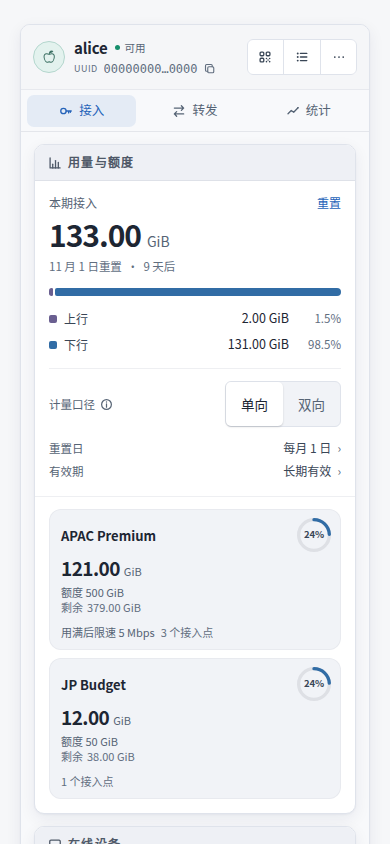 alice 可用
UUID 00000000…0000
接入 转发 统计
用量与额度
本期接入 重置
133.00 GiB
11 月 1 日重置 • 9 天后
上行 2.00 GiB 1.5%
下行 131.00 GiB 98.5%
计量口径 单向 双向
重置日 每月 1 日 ›
有效期 长期有效 ›
APAC Premium 24%
121.00 GiB
额度 500 GiB
剩余 379.00 GiB
用满后限速 5 Mbps 3 个接入点
JP Budget 24%
12.00 GiB
额度 50 GiB
剩余 38.00 GiB
1 个接入点
在线设备